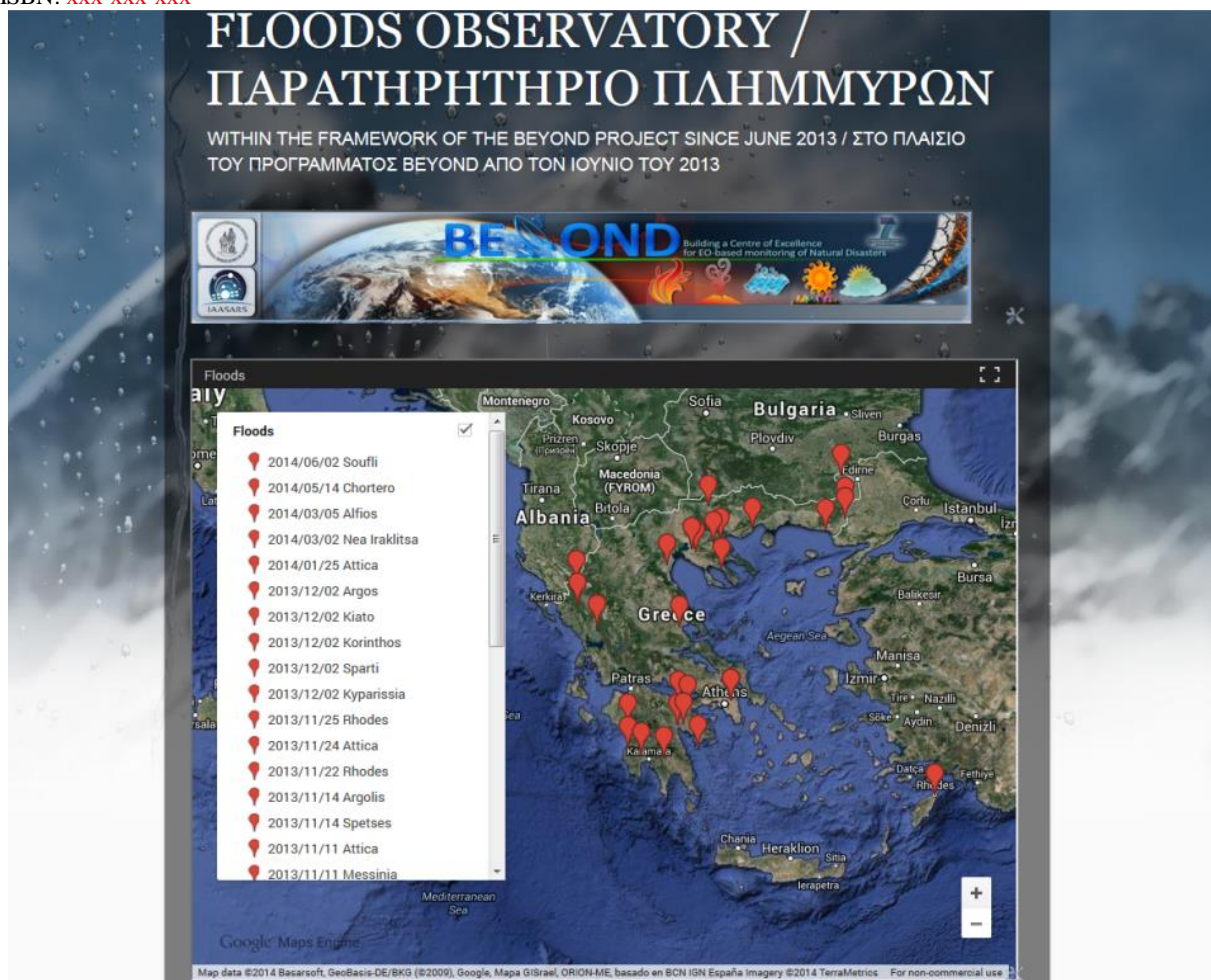 ISBN: xxx-xxx-xxx
FLOODS OBSERVATORY /
ΠΑΡΑΤΗΡΗΤΗΡΙΟ ΠΛΗΜΜΥΡΩΝ
WITHIN THE FRAMEWORK OF THE BEYOND PROJECT SINCE JUNE 2013 / ΣΤΟ ΠΛΑΙΣΙΟ
ΤΟΥ ΠΡΟΓΡΑΜΜΑΤΟΣ BEYOND ΑΠΟ ΤΟΝ ΙΟΥΝΙΟ ΤΟΥ 2013
BEYOND
Building a Centre of Excellence
for EO-based monitoring of Natural Disasters
IAASARS
Floods
Floods
2014/06/02 Soufli
2014/05/14 Chortero
2014/03/05 Alfios
2014/03/02 Nea Iraklitsa
2014/01/25 Attica
2013/12/02 Argos
2013/12/02 Kiato
2013/12/02 Korinthos
2013/12/02 Sparti
2013/12/02 Kyparissia
2013/11/25 Rhodes
2013/11/24 Attica
2013/11/22 Rhodes
2013/11/14 Argolis
2013/11/14 Spetses
2013/11/11 Attica
2013/11/11 Messinia
aly
Montenegro
Sofia
Bulgaria
Sliven
Kosovo
Plovdiv
Burgas
Prizren
Skopje
Edirne
Macedonia
(FYROM)
Tirana
Bitola
Albania
Çorlu
Istanbul
Bursa
Balıkesir
Kerkira
Greece
Aegean Sea
Manisa
Izmir
Patras
Athens
Tire
Nazilli
Söke
Aydın
Denizli
Sea
Kalamata
Datça
Fethiye
Rhodes
Chania
Heraklion
Sitia
Ierapetra
Mediterranean
Sea
+
−
Google Maps Engine
Map data ©2014 Basarsoft, GeoBasis-DE/BKG (©2009), Google, Mapa GISrael, ORION-ME, basado en BCN IGN España Imagery ©2014 TerraMetrics For non-commercial use